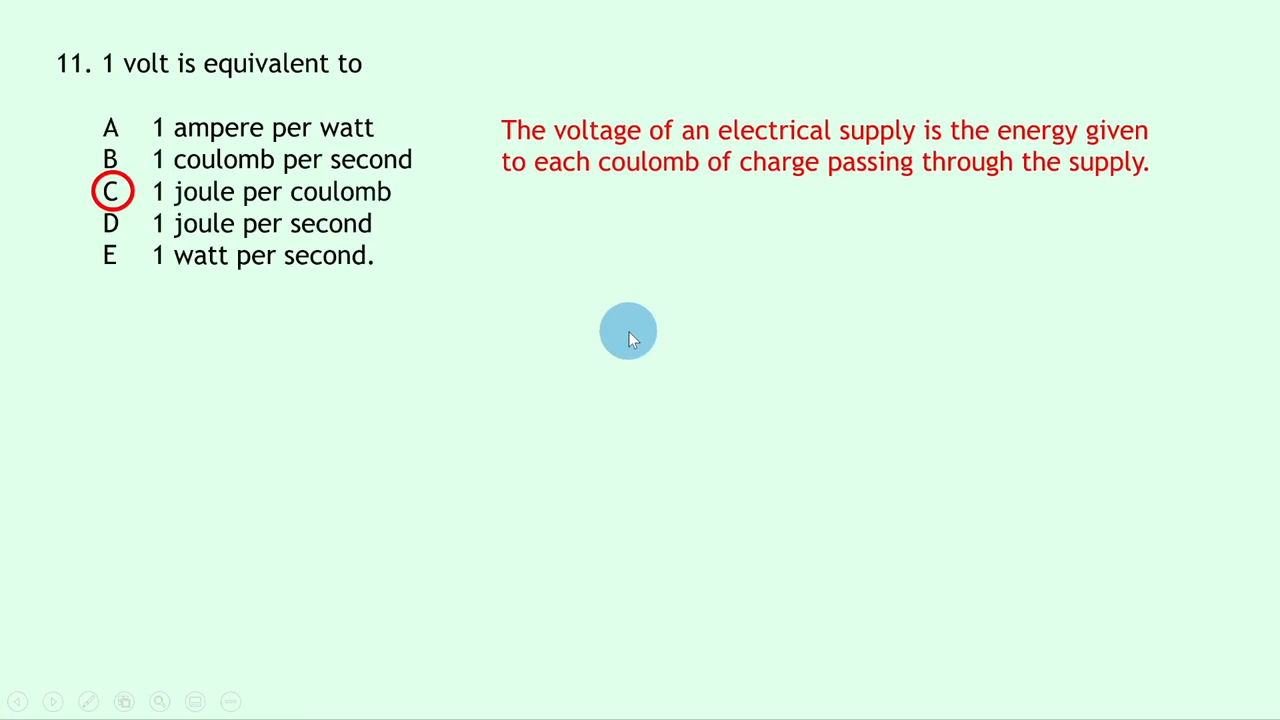 11. 1 volt is equivalent to
A 1 ampere per watt
B 1 coulomb per second
C 1 joule per coulomb
D 1 joule per second
E 1 watt per second.
The voltage of an electrical supply is the energy given
to each coulomb of charge passing through the supply.